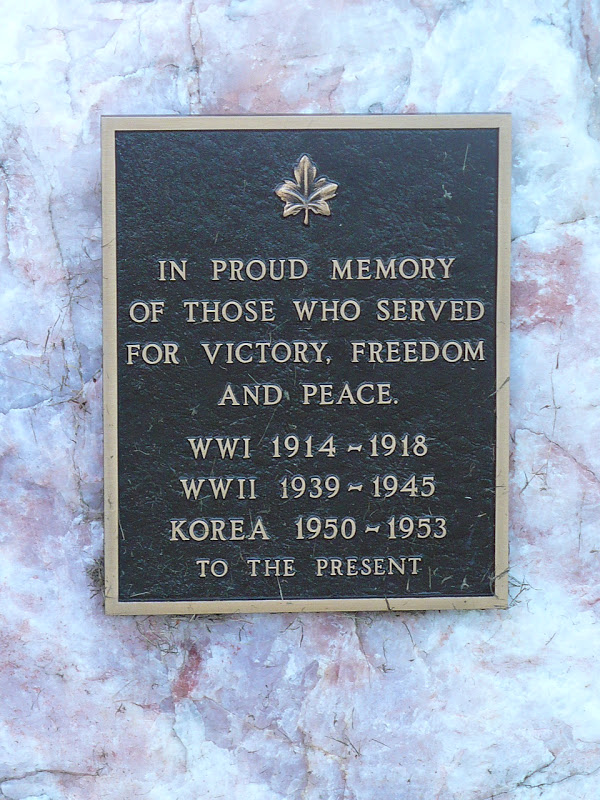 IN PROUD MEMORY
OF THOSE WHO SERVED
FOR VICTORY, FREEDOM
AND PEACE.
WWI 1914 ~ 1918
WWII 1939 ~ 1945
KOREA 1950 ~ 1953
TO THE PRESENT